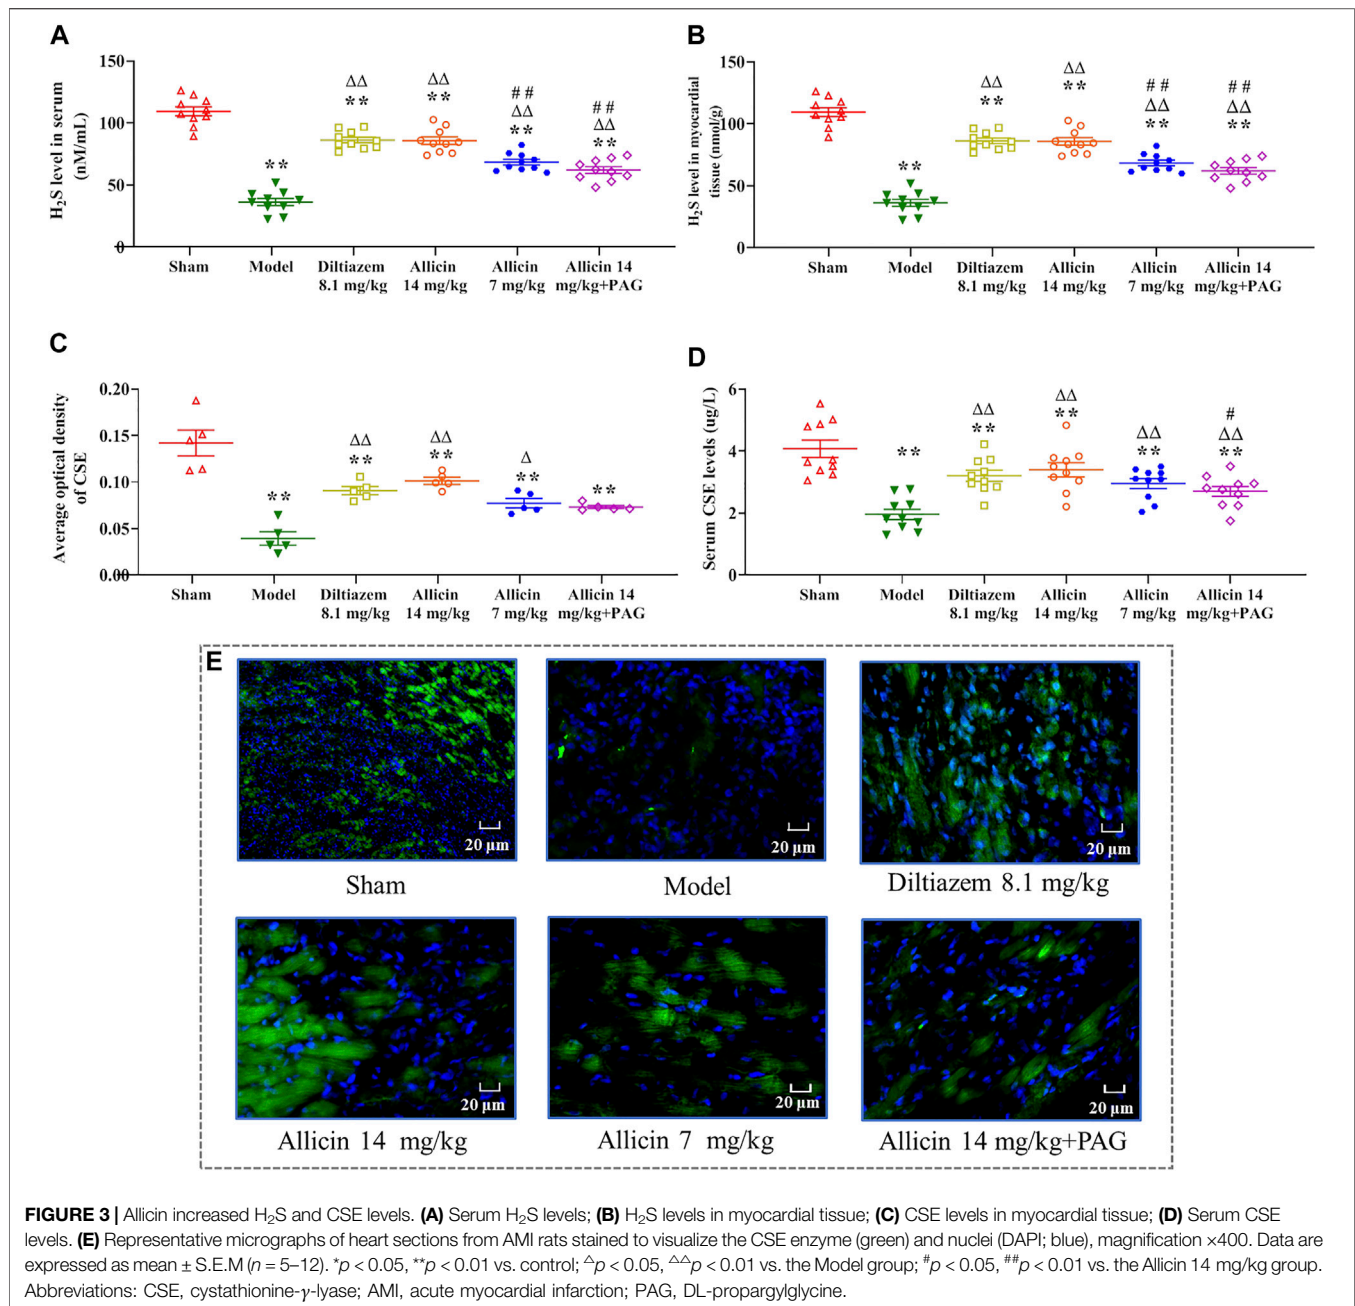 A
H₂S level in serum
(nM/mL)
150
100
50
0
ΔΔ
**
ΔΔ
**
# #
ΔΔ
**
# #
ΔΔ
**
**
Sham
Model
Diltiazem
8.1 mg/kg
Allicin
14 mg/kg
Allicin
7 mg/kg
Allicin 14
mg/kg+PAG
B
H₂S level in myocardial
tissue (nmol/g)
150
100
50
0
ΔΔ
**
ΔΔ
**
# #
ΔΔ
**
# #
ΔΔ
**
**
Sham
Model
Diltiazem
8.1 mg/kg
Allicin
14 mg/kg
Allicin
7 mg/kg
Allicin 14
mg/kg+PAG
C
Average optical density
of CSE
0.20
0.15
0.10
0.05
0.00
**
ΔΔ
**
ΔΔ
**
Δ
**
**
Sham
Model
Diltiazem
8.1 mg/kg
Allicin
14 mg/kg
Allicin
7 mg/kg
Allicin 14
mg/kg+PAG
D
Serum CSE levels (ug/L)
6
4
2
0
**
ΔΔ
**
ΔΔ
**
ΔΔ
**
#
ΔΔ
**
Sham
Model
Diltiazem
8.1 mg/kg
Allicin
14 mg/kg
Allicin
7 mg/kg
Allicin 14
mg/kg+PAG
E
20 µm
20 µm
20 µm
Sham
Model
Diltiazem 8.1 mg/kg
20 µm
20 µm
20 µm
Allicin 14 mg/kg
Allicin 7 mg/kg
Allicin 14 mg/kg+PAG
FIGURE 3 | Allicin increased H₂S and CSE levels. (A) Serum H₂S levels; (B) H₂S levels in myocardial tissue; (C) CSE levels in myocardial tissue; (D) Serum CSE
levels. (E) Representative micrographs of heart sections from AMI rats stained to visualize the CSE enzyme (green) and nuclei (DAPI; blue), magnification ×400. Data are
expressed as mean ± S.E.M (n = 5–12). *p < 0.05, **p < 0.01 vs. control; △p < 0.05, △△p < 0.01 vs. the Model group; #p < 0.05, ##p < 0.01 vs. the Allicin 14 mg/kg group.
Abbreviations: CSE, cystathionine-γ-lyase; AMI, acute myocardial infarction; PAG, DL-propargylglycine.